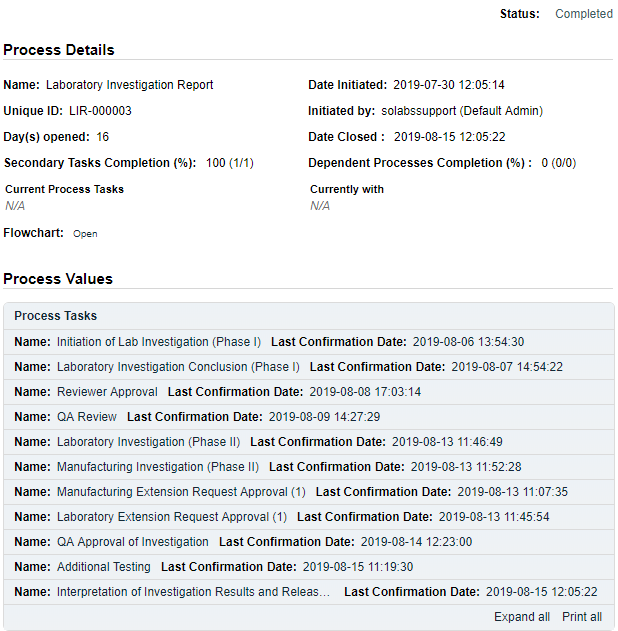 Status: Completed
Process Details
Name: Laboratory Investigation Report Date Initiated: 2019-07-30 12:05:14
Unique ID: LIR-000003 Initiated by: solabssupport (Default Admin)
Day(s) opened: 16 Date Closed : 2019-08-15 12:05:22
Secondary Tasks Completion (%): 100 (1/1) Dependent Processes Completion (%) : 0 (0/0)
Current Process Tasks Currently with
N/A N/A
Flowchart: Open
Process Values
Process Tasks
Name: Initiation of Lab Investigation (Phase I) Last Confirmation Date: 2019-08-06 13:54:30
Name: Laboratory Investigation Conclusion (Phase I) Last Confirmation Date: 2019-08-07 14:54:22
Name: Reviewer Approval Last Confirmation Date: 2019-08-08 17:03:14
Name: QA Review Last Confirmation Date: 2019-08-09 14:27:29
Name: Laboratory Investigation (Phase II) Last Confirmation Date: 2019-08-13 11:46:49
Name: Manufacturing Investigation (Phase II) Last Confirmation Date: 2019-08-13 11:52:28
Name: Manufacturing Extension Request Approval (1) Last Confirmation Date: 2019-08-13 11:07:35
Name: Laboratory Extension Request Approval (1) Last Confirmation Date: 2019-08-13 11:45:54
Name: QA Approval of Investigation Last Confirmation Date: 2019-08-14 12:23:00
Name: Additional Testing Last Confirmation Date: 2019-08-15 11:19:30
Name: Interpretation of Investigation Results and Releas... Last Confirmation Date: 2019-08-15 12:05:22
Expand all Print all